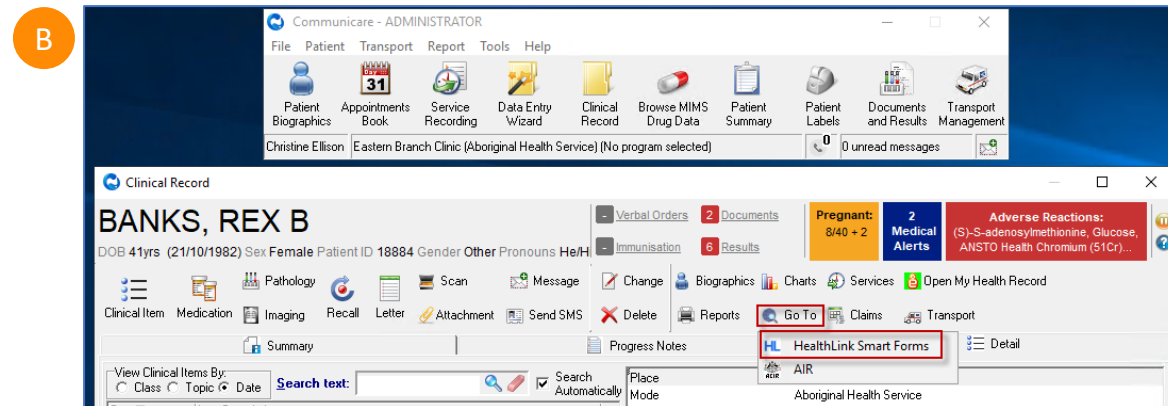 B
Communicare - ADMINISTRATOR
File Patient Transport Report Tools Help
31
Patient Biographics
Appointments Book
Service Recording
Data Entry Wizard
Clinical Record
Browse MIMS Drug Data
Patient Summary
Patient Labels
Documents and Results
Transport Management
Christine Ellison Eastern Branch Clinic (Aboriginal Health Service) (No program selected) 0 0 unread messages
Clinical Record
BANKS, REX B
DOB 41yrs (21/10/1982) Sex Female Patient ID 18884 Gender Other Pronouns He/H
- Verbal Orders 2 Documents
- Immunisation 6 Results
Pregnant:
8/40 + 2
2
Medical
Alerts
Adverse Reactions:
(S)-S-adenosylmethionine, Glucose,
ANSTO Health Chromium (51Cr)...
Clinical Item Medication Pathology Imaging Recall Letter Scan Attachment Message Send SMS
Change Biographics Charts Services Open My Health Record
Delete Reports Go To Claims Transport
HL HealthLink Smart Forms
AIR
Summary Progress Notes Detail
View Clinical Items By:
Class Topic Date Search text: Search Automatically
Place
Mode Aboriginal Health Service